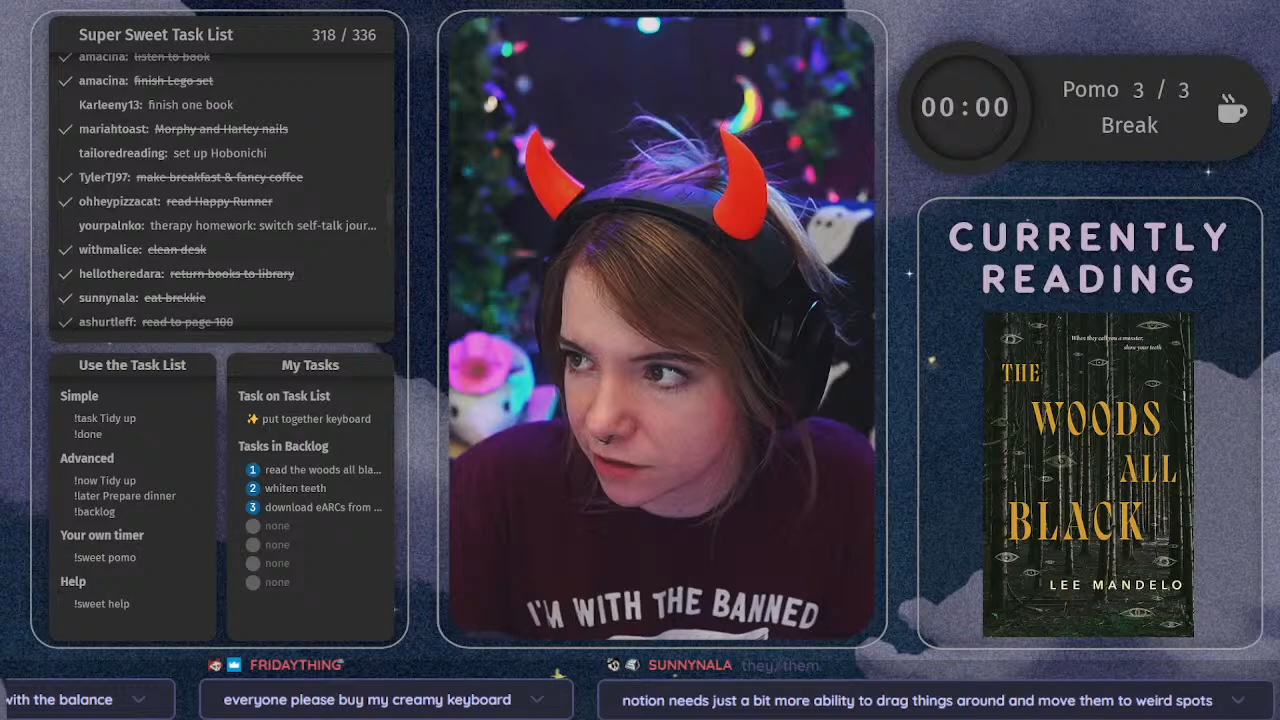 Super Sweet Task List 318 / 336
amacina: listen to book
amacina: finish Lego set
Karleeny13: finish one book
mariahtoast: Morphy and Harley nails
tailoredreading: set up Hobonichi
TylerTJ97: make breakfast & fancy coffee
ohheypizzacat: read Happy Runner
yourpalnko: therapy homework: switch self-talk jour...
withmalice: clean desk
hellotheredara: return books to library
sunnynala: eat brekkie
ashurtleff: read to page 100
Use the Task List
Simple
!task Tidy up
!done
Advanced
!now Tidy up
!later Prepare dinner
!backlog
Your own timer
!sweet pomo
Help
!sweet help
My Tasks
Task on Task List
✨ put together keyboard
Tasks in Backlog
1 read the woods all bla...
2 whiten teeth
3 download eARCs from ...
none
none
none
none
I'M WITH THE BANNED
00:00
Pomo 3 / 3
Break
CURRENTLY
READING
When they call you a monster,
show your teeth
THE
WOODS
ALL
BLACK
LEE MANDELO
with the balance
FRIDAYTHING
everyone please buy my creamy keyboard
SUNNYNALA they/them
notion needs just a bit more ability to drag things around and move them to weird spots